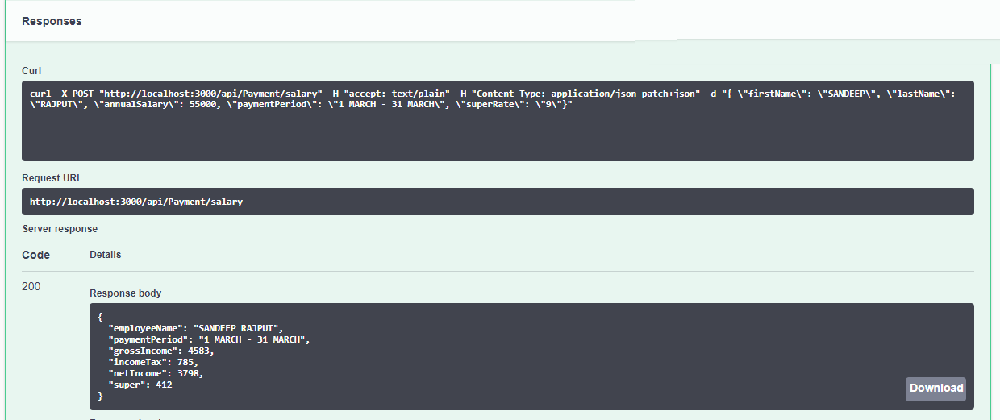 Responses
Curl
curl -X POST "http://localhost:3000/api/Payment/salary" -H "accept: text/plain" -H "Content-Type: application/json-patch+json" -d "{ \"firstName\": \"SANDEEP\", \"lastName\":
\"RAJPUT\", \"annualSalary\": 55000, \"paymentPeriod\": \"1 MARCH - 31 MARCH\", \"superRate\": \"9\"}"
Request URL
http://localhost:3000/api/Payment/salary
Server response
Code Details
200
Response body
{
"employeeName": "SANDEEP RAJPUT",
"paymentPeriod": "1 MARCH - 31 MARCH",
"grossIncome": 4583,
"incomeTax": 785,
"netIncome": 3798,
"super": 412
}
Download